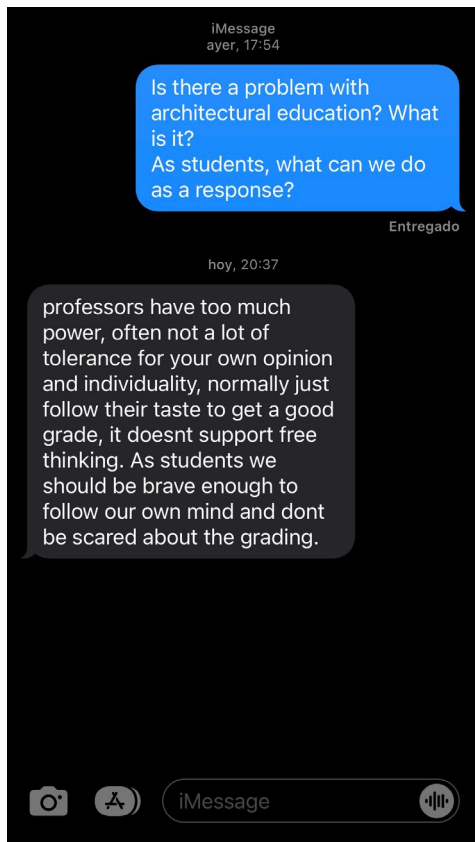 iMessage
ayer, 17:54
Is there a problem with
architectural education? What
is it?
As students, what can we do
as a response?
Entregado
hoy, 20:37
professors have too much
power, often not a lot of
tolerance for your own opinion
and individuality, normally just
follow their taste to get a good
grade, it doesnt support free
thinking. As students we
should be brave enough to
follow our own mind and dont
be scared about the grading.
iMessage